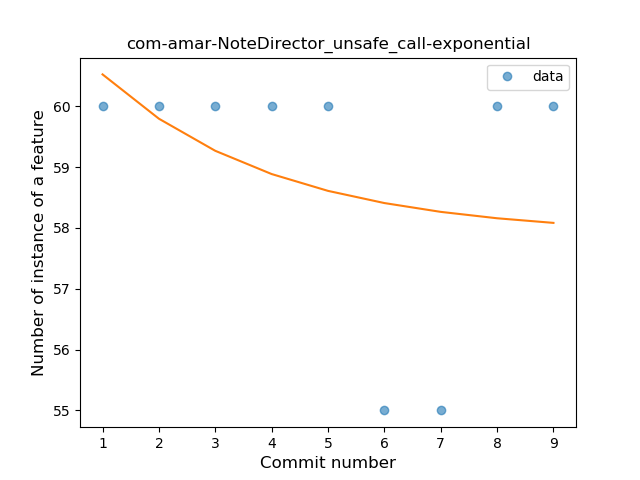 com-amar-NoteDirector_unsafe_call-exponential
data
Number of instance of a feature
60
59
58
57
56
55
1 2 3 4 5 6 7 8 9
Commit number